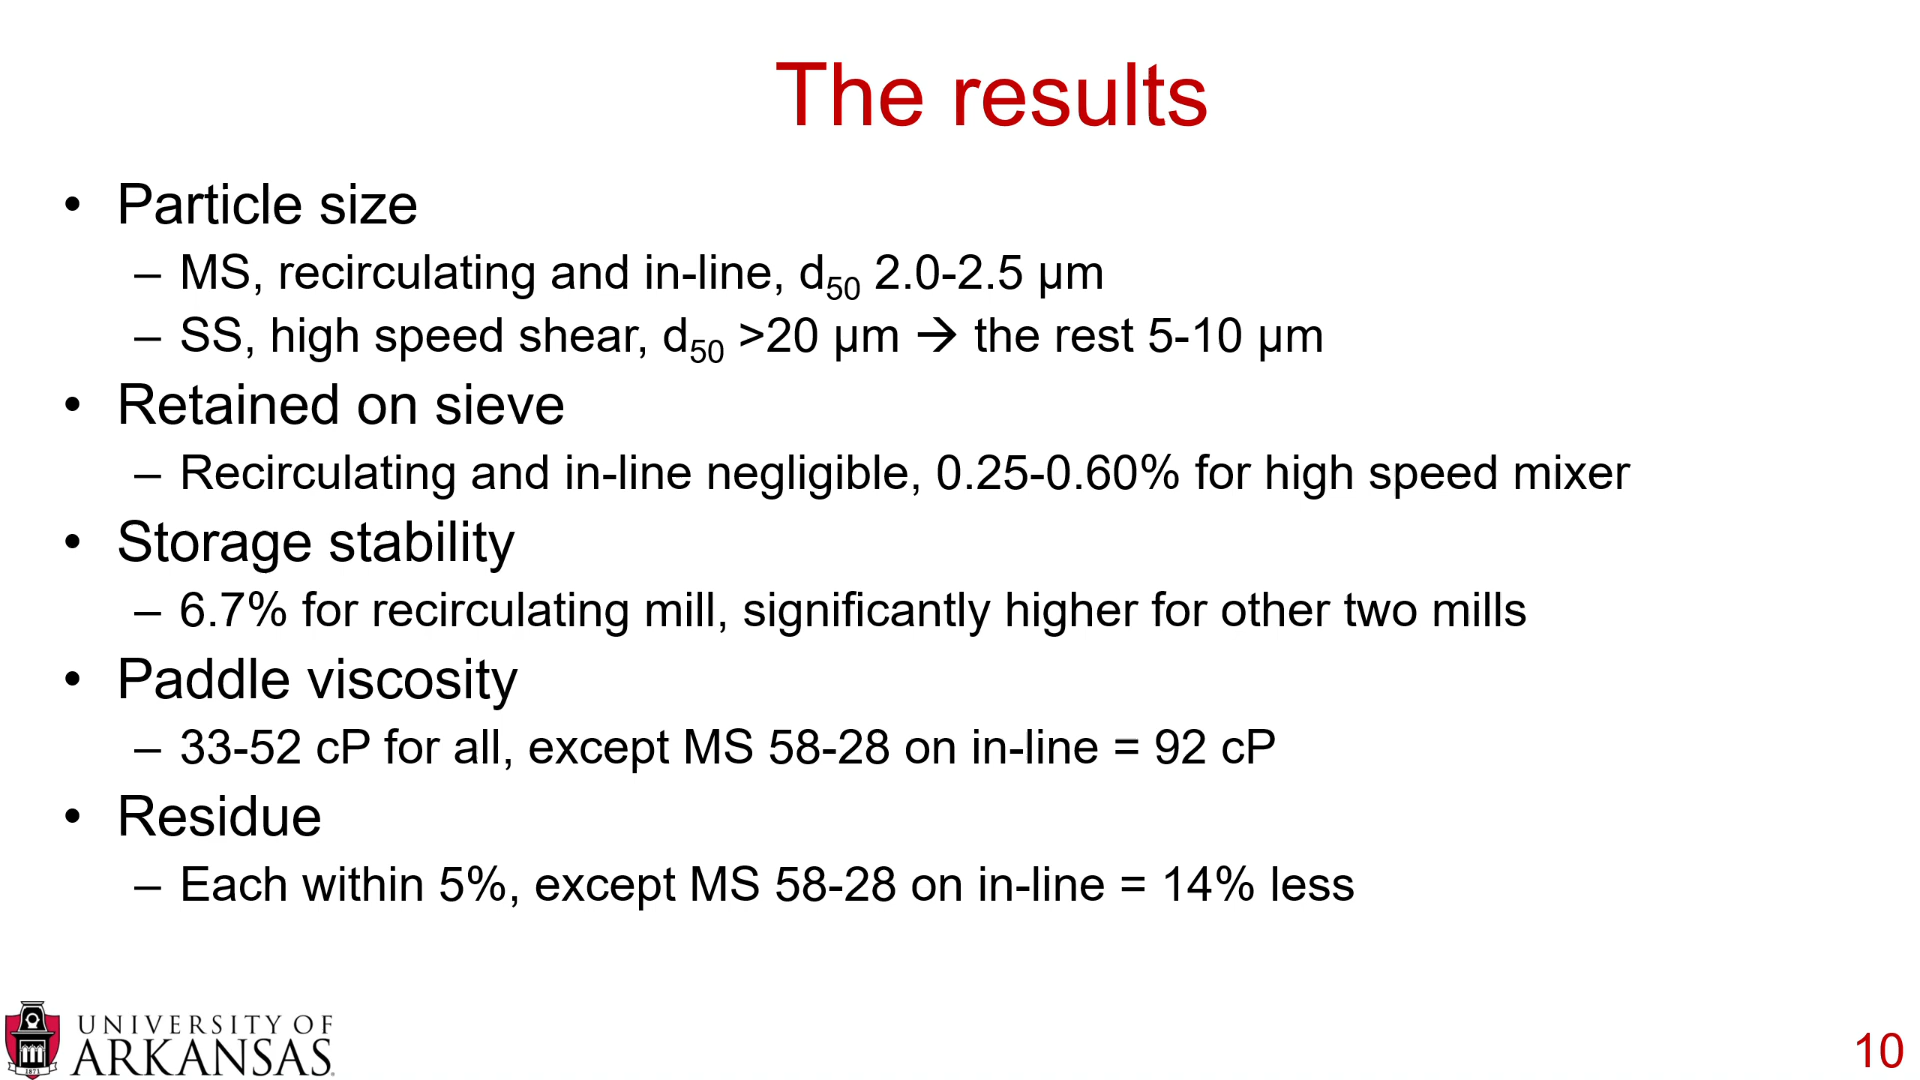 The results
• Particle size
– MS, recirculating and in-line, d50 2.0-2.5 µm
– SS, high speed shear, d50 >20 µm → the rest 5-10 µm
• Retained on sieve
– Recirculating and in-line negligible, 0.25-0.60% for high speed mixer
• Storage stability
– 6.7% for recirculating mill, significantly higher for other two mills
• Paddle viscosity
– 33-52 cP for all, except MS 58-28 on in-line = 92 cP
• Residue
– Each within 5%, except MS 58-28 on in-line = 14% less
1871
UNIVERSITY OF
ARKANSAS
10